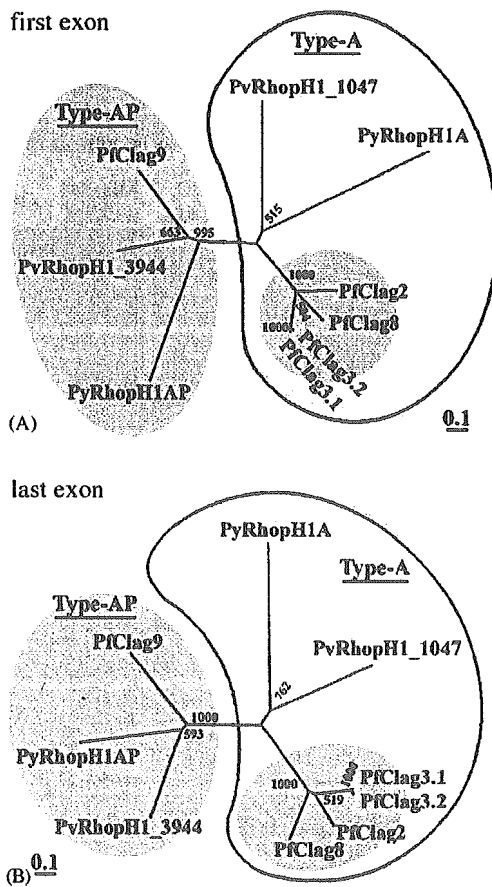 first exon
Type-A
PvRhopH1_1047
Type-AP
PyRhopH1A
PfClag9
515
663
995
PvRhopH1_3944
1000
PfClag2
PfClag8
1000
PfClag3.2
PfClag3.1
PyRhopH1AP
(A)
0.1
last exon
PyRhopH1A
Type-A
Type-AP
PfClag9
PvRhopH1_1047
762
1000
PyRhopH1AP
593
1000
PfClag3.1
519
PfClag3.2
PvRhopH1_3944
PfClag2
PfClag8
(B)
0.1